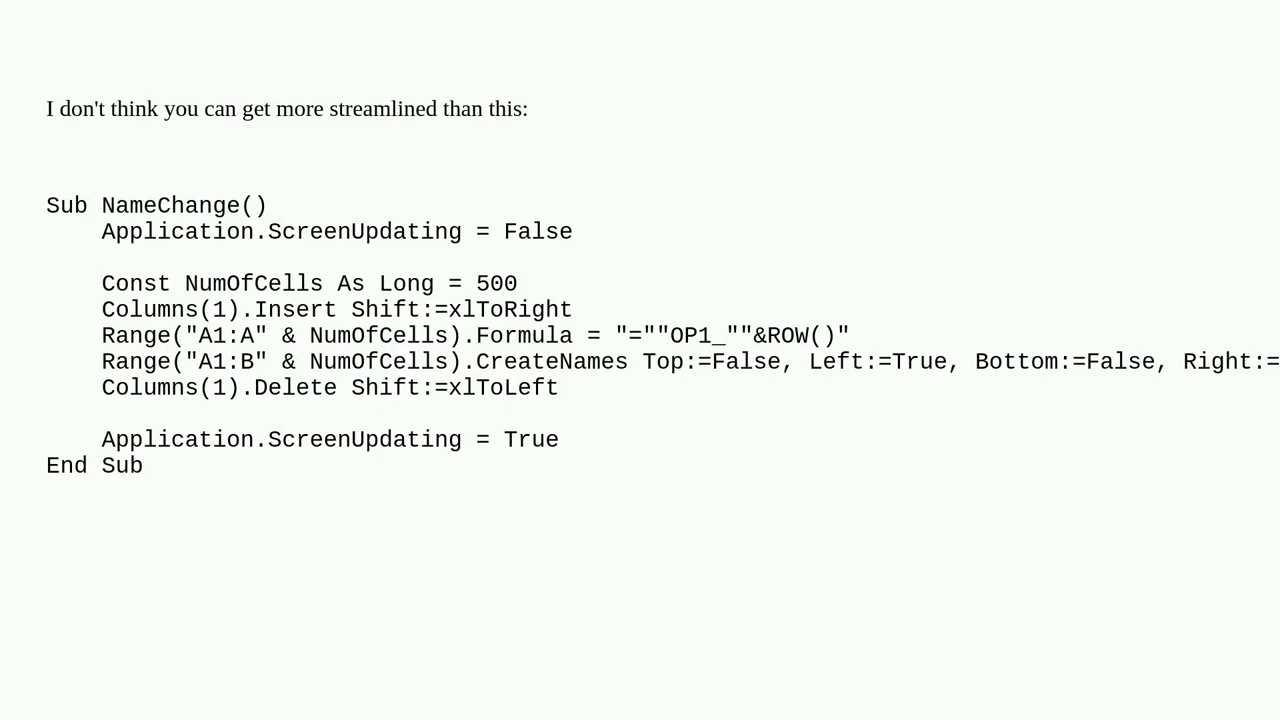 I don't think you can get more streamlined than this:
Sub NameChange()
    Application.ScreenUpdating = False
    Const NumOfCells As Long = 500
    Columns(1).Insert Shift:=xlToRight
    Range("A1:A" & NumOfCells).Formula = "=""OP1_""&ROW()"
    Range("A1:B" & NumOfCells).CreateNames Top:=False, Left:=True, Bottom:=False, Right:=
    Columns(1).Delete Shift:=xlToLeft
    Application.ScreenUpdating = True
End Sub